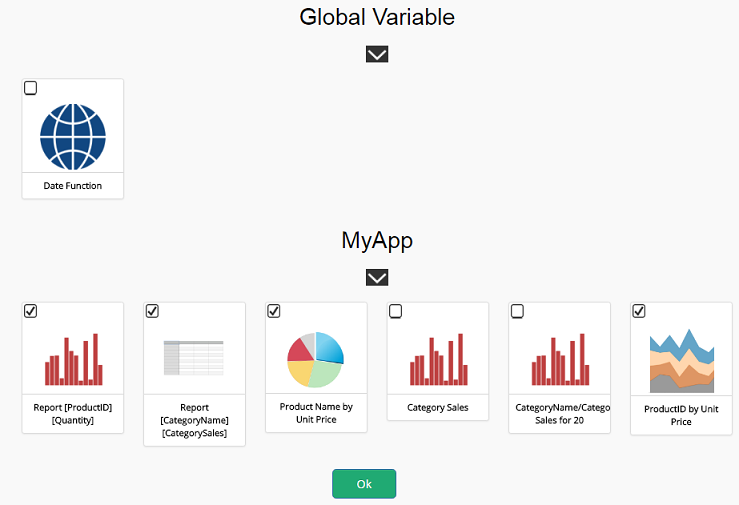 Global Variable
Date Function
MyApp
Report [ProductID]
[Quantity]
Report
[CategoryName]
[CategorySales]
Product Name by
Unit Price
Category Sales
CategoryName/Catego
Sales for 20
ProductID by Unit
Price
Ok